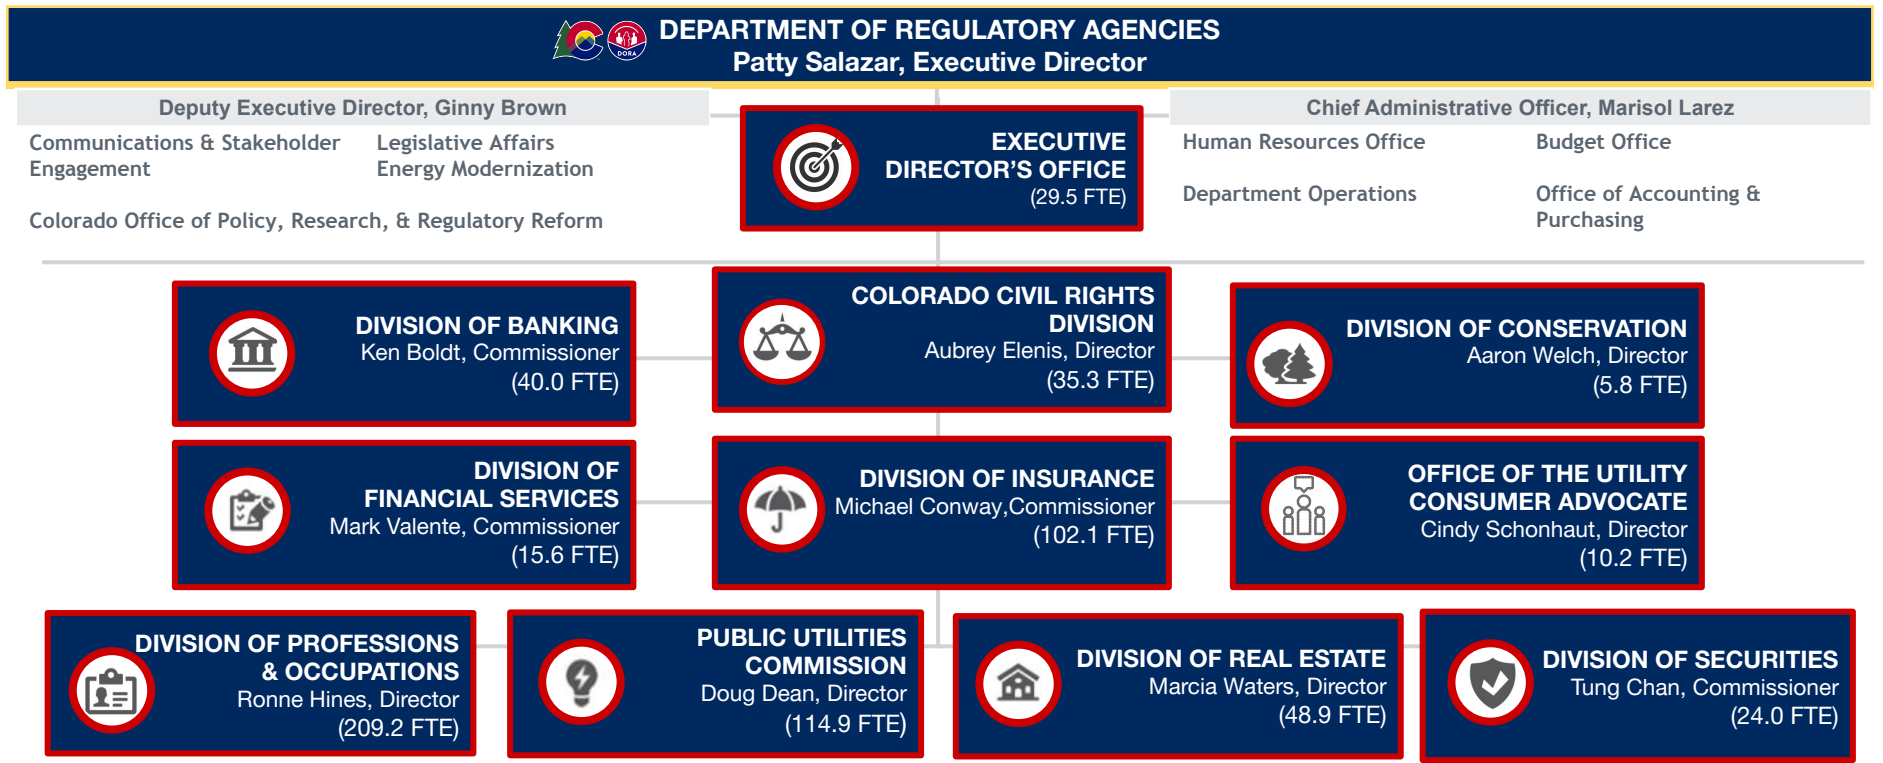 DEPARTMENT OF REGULATORY AGENCIES
Patty Salazar, Executive Director
DORA
Deputy Executive Director, Ginny Brown
Communications & Stakeholder
Engagement
Legislative Affairs
Energy Modernization
Colorado Office of Policy, Research, & Regulatory Reform
EXECUTIVE
DIRECTOR'S OFFICE
(29.5 FTE)
Chief Administrative Officer, Marisol Larez
Human Resources Office
Budget Office
Department Operations
Office of Accounting &
Purchasing
DIVISION OF BANKING
Ken Boldt, Commissioner
(40.0 FTE)
COLORADO CIVIL RIGHTS
DIVISION
Aubrey Elenis, Director
(35.3 FTE)
DIVISION OF CONSERVATION
Aaron Welch, Director
(5.8 FTE)
DIVISION OF
FINANCIAL SERVICES
Mark Valente, Commissioner
(15.6 FTE)
DIVISION OF INSURANCE
Michael Conway,Commissioner
(102.1 FTE)
OFFICE OF THE UTILITY
CONSUMER ADVOCATE
Cindy Schonhaut, Director
(10.2 FTE)
DIVISION OF PROFESSIONS
& OCCUPATIONS
Ronne Hines, Director
(209.2 FTE)
PUBLIC UTILITIES
COMMISSION
Doug Dean, Director
(114.9 FTE)
DIVISION OF REAL ESTATE
Marcia Waters, Director
(48.9 FTE)
DIVISION OF SECURITIES
Tung Chan, Commissioner
(24.0 FTE)